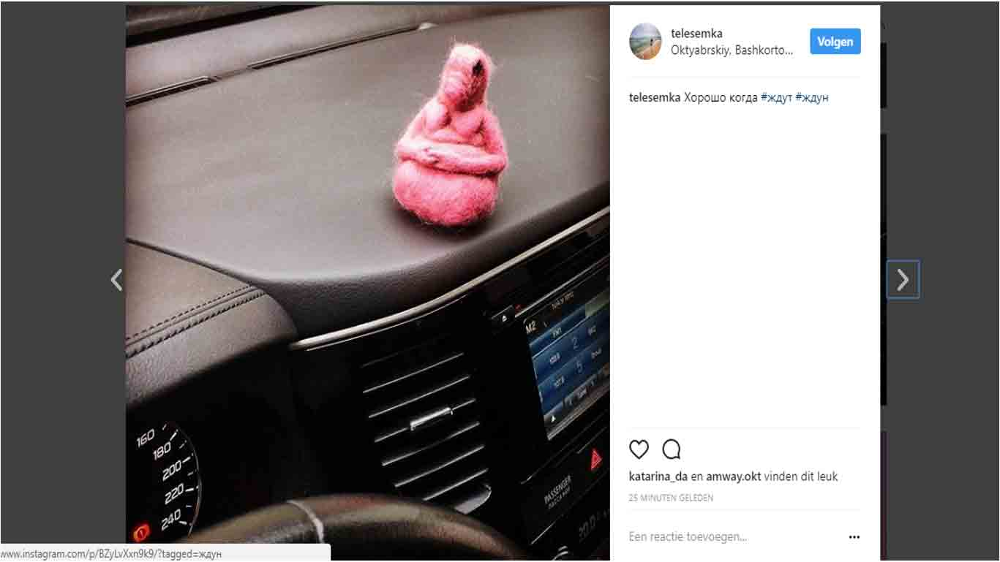 telesemka
Oktyabrskiy, Bashkorto...
Volgen
telesemka Хорошо когда #ждут #ждун
M2
160
180
200
220
240
PASSENGER
katarina_da en amway.okt vinden dit leuk
25 MINUTEN GELEDEN
Een reactie toevoegen...
www.instagram.com/p/BZyLvXxn9k9/?tagged=ждун